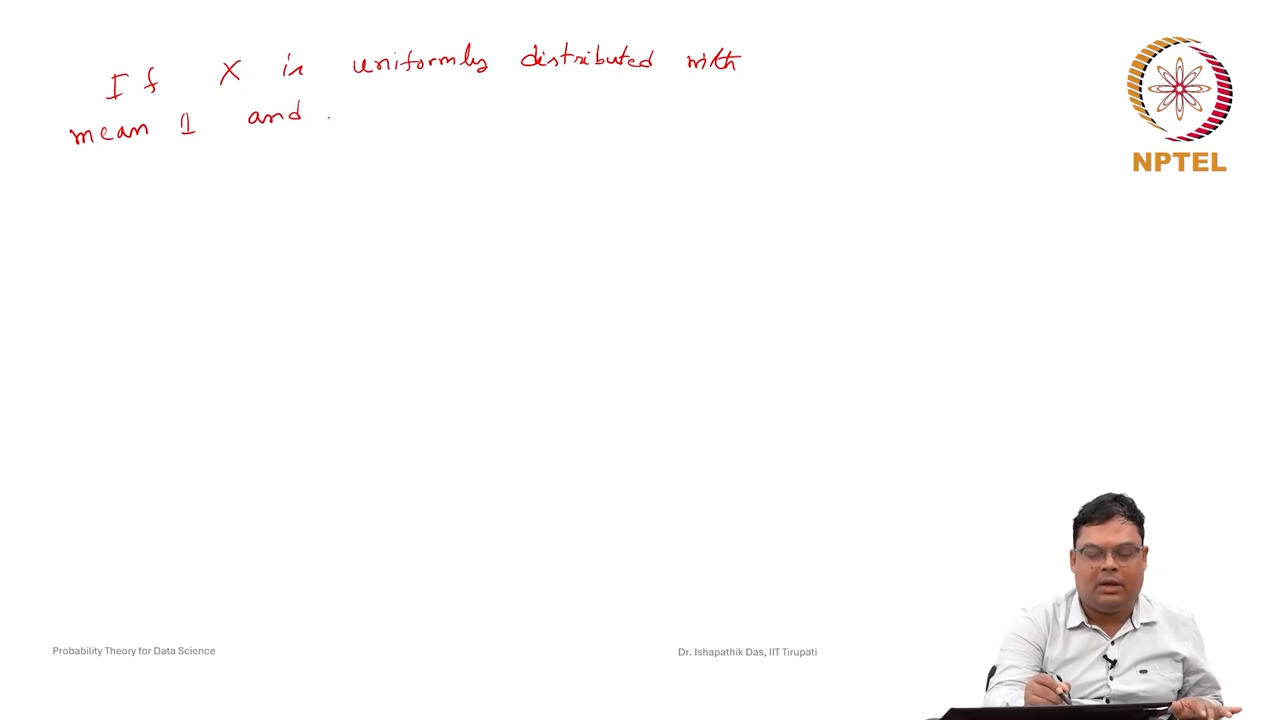 If X is uniformly distributed with
mean 1 and
NPTEL
Probability Theory for Data Science
Dr. Ishapathik Das, IIT Tirupati